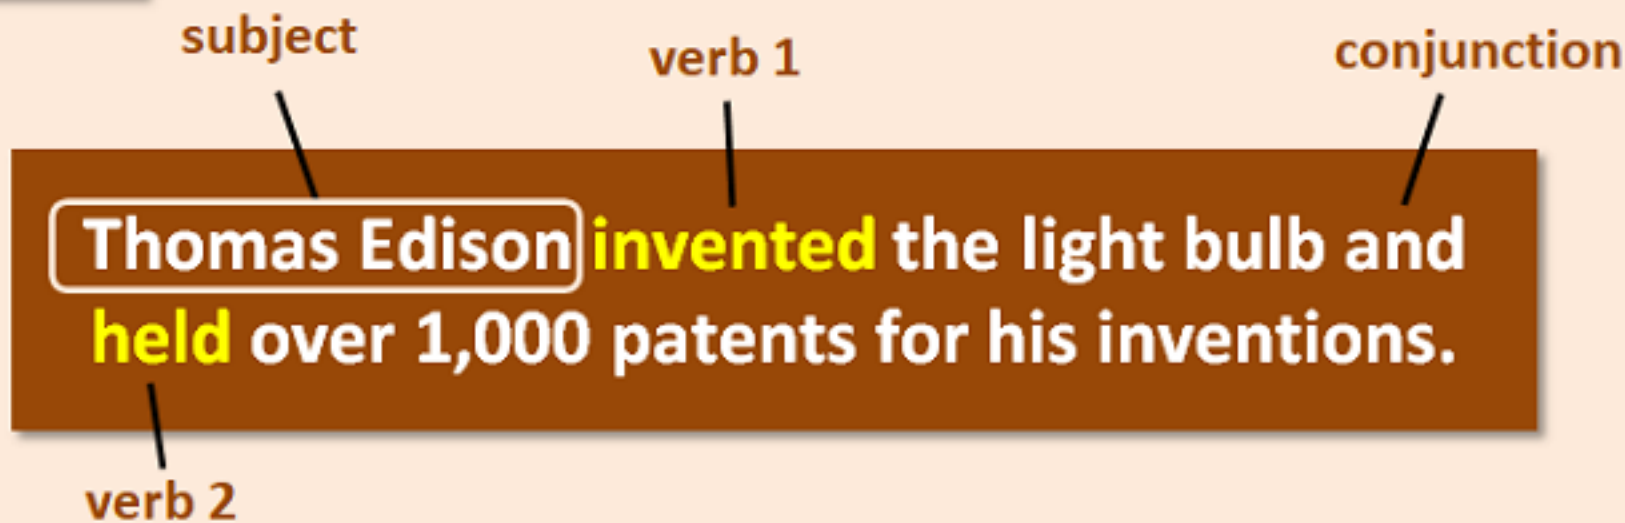 subject
verb 1
conjunction
Thomas Edison invented the light bulb and
held over 1,000 patents for his inventions.
verb 2